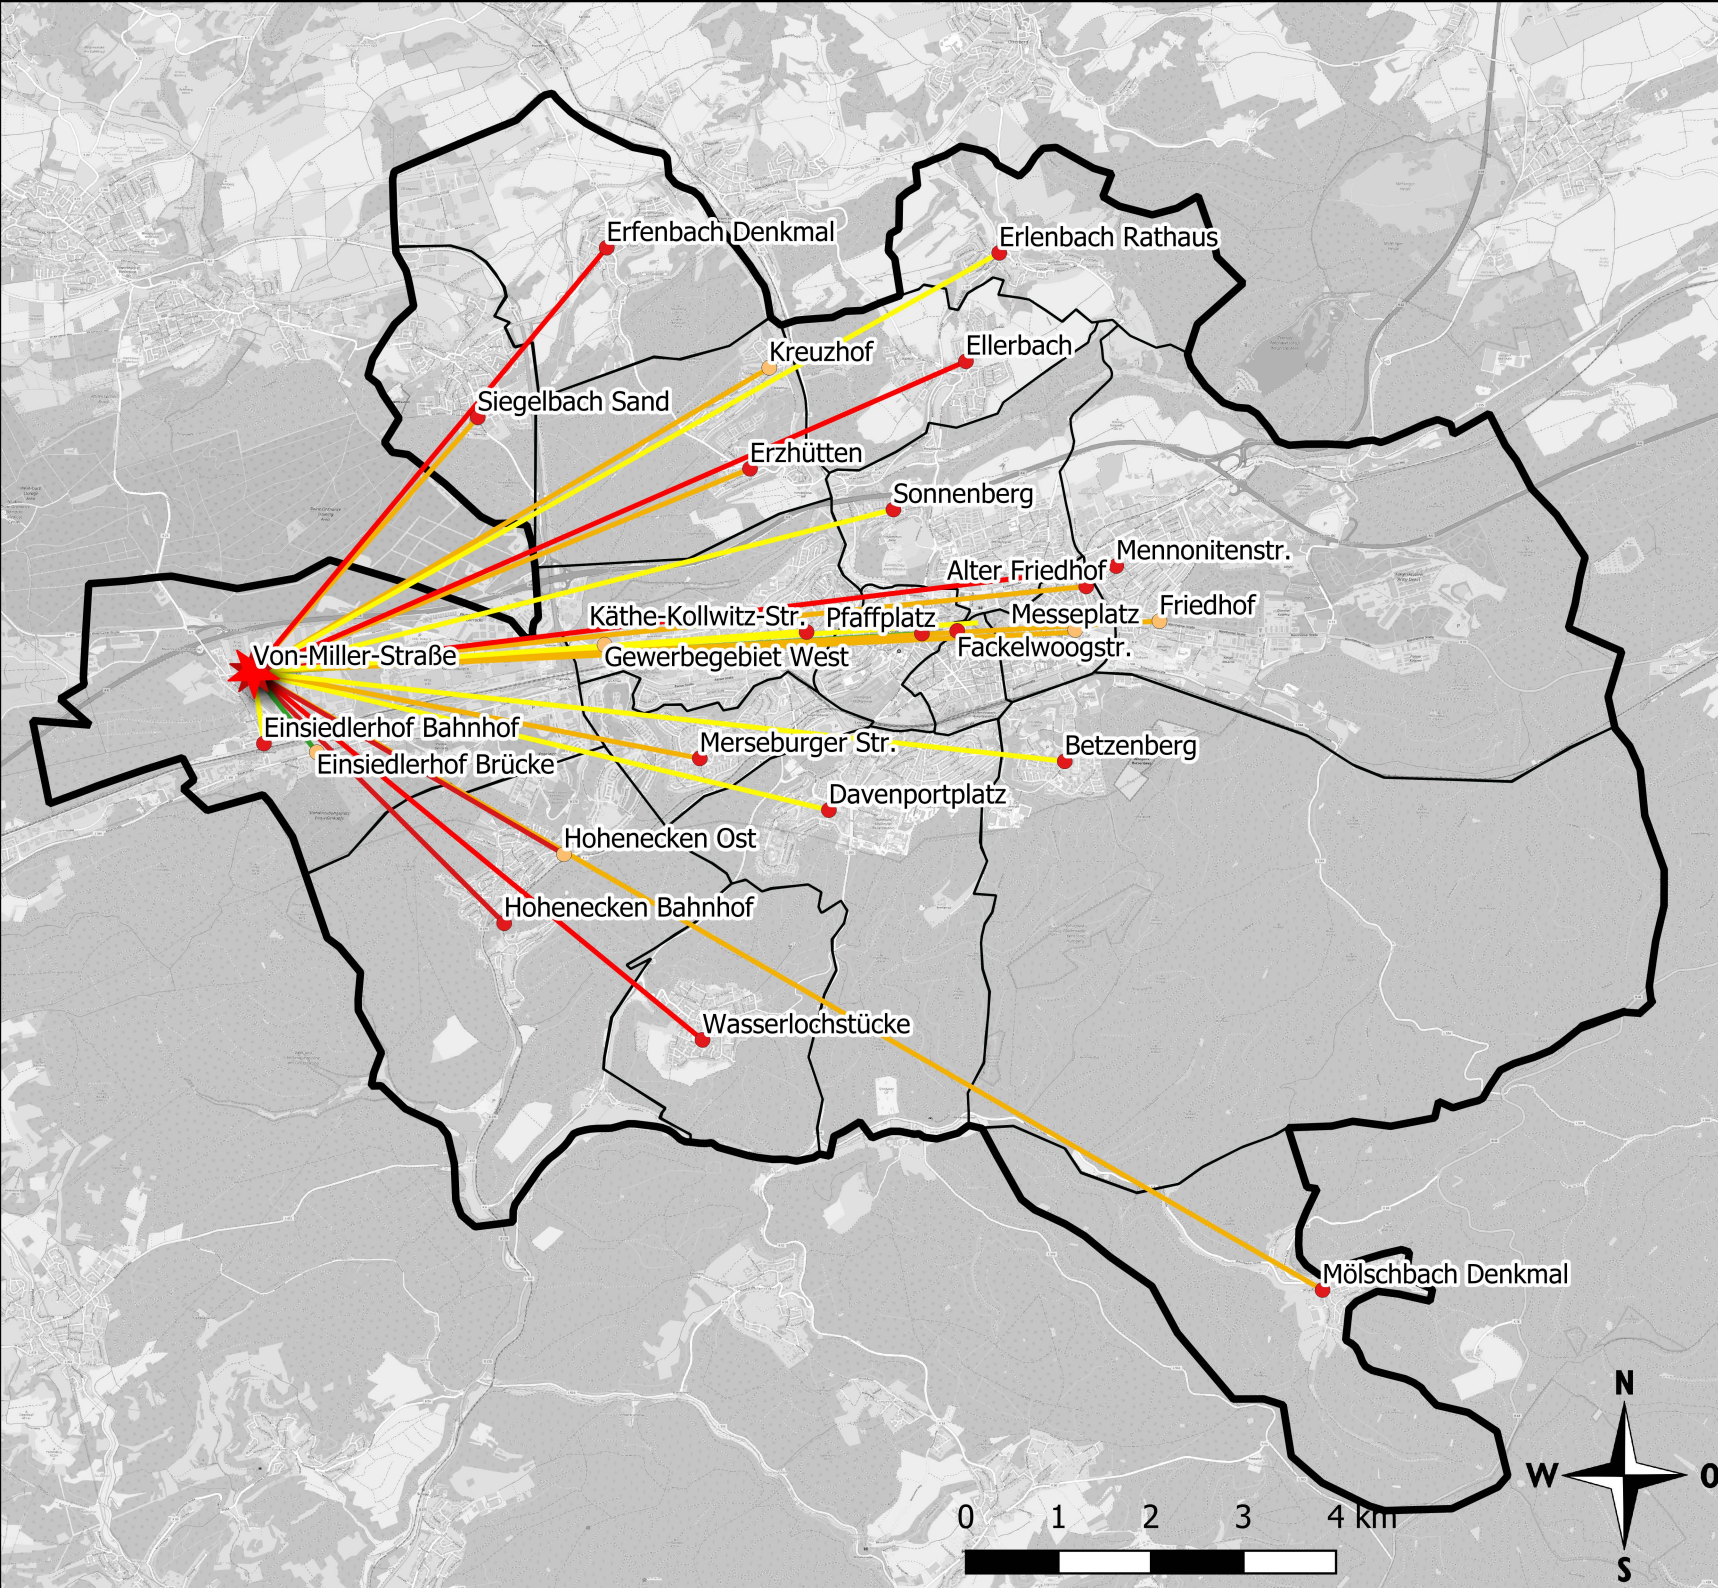 Erfenbach Denkmal
Erlenbach Rathaus
Kreuzhof
Ellerbach
Siegelbach Sand
Erzhütten
Sonnenberg
Mennonitenstr.
Alter Friedhof
Käthe-Kollwitz-Str.
Pfaffplatz
Messeplatz
Friedhof
Von-Miller-Straße
Gewerbegebiet West
Fackelwoogstr.
Einsiedlerhof Bahnhof
Merseburger Str.
Betzenberg
Einsiedlerhof Brücke
Davenportplatz
Hohenecken Ost
Hohenecken Bahnhof
Wasserlochstücke
Mölschbach Denkmal
N
W
O
S
0 1 2 3 4 km